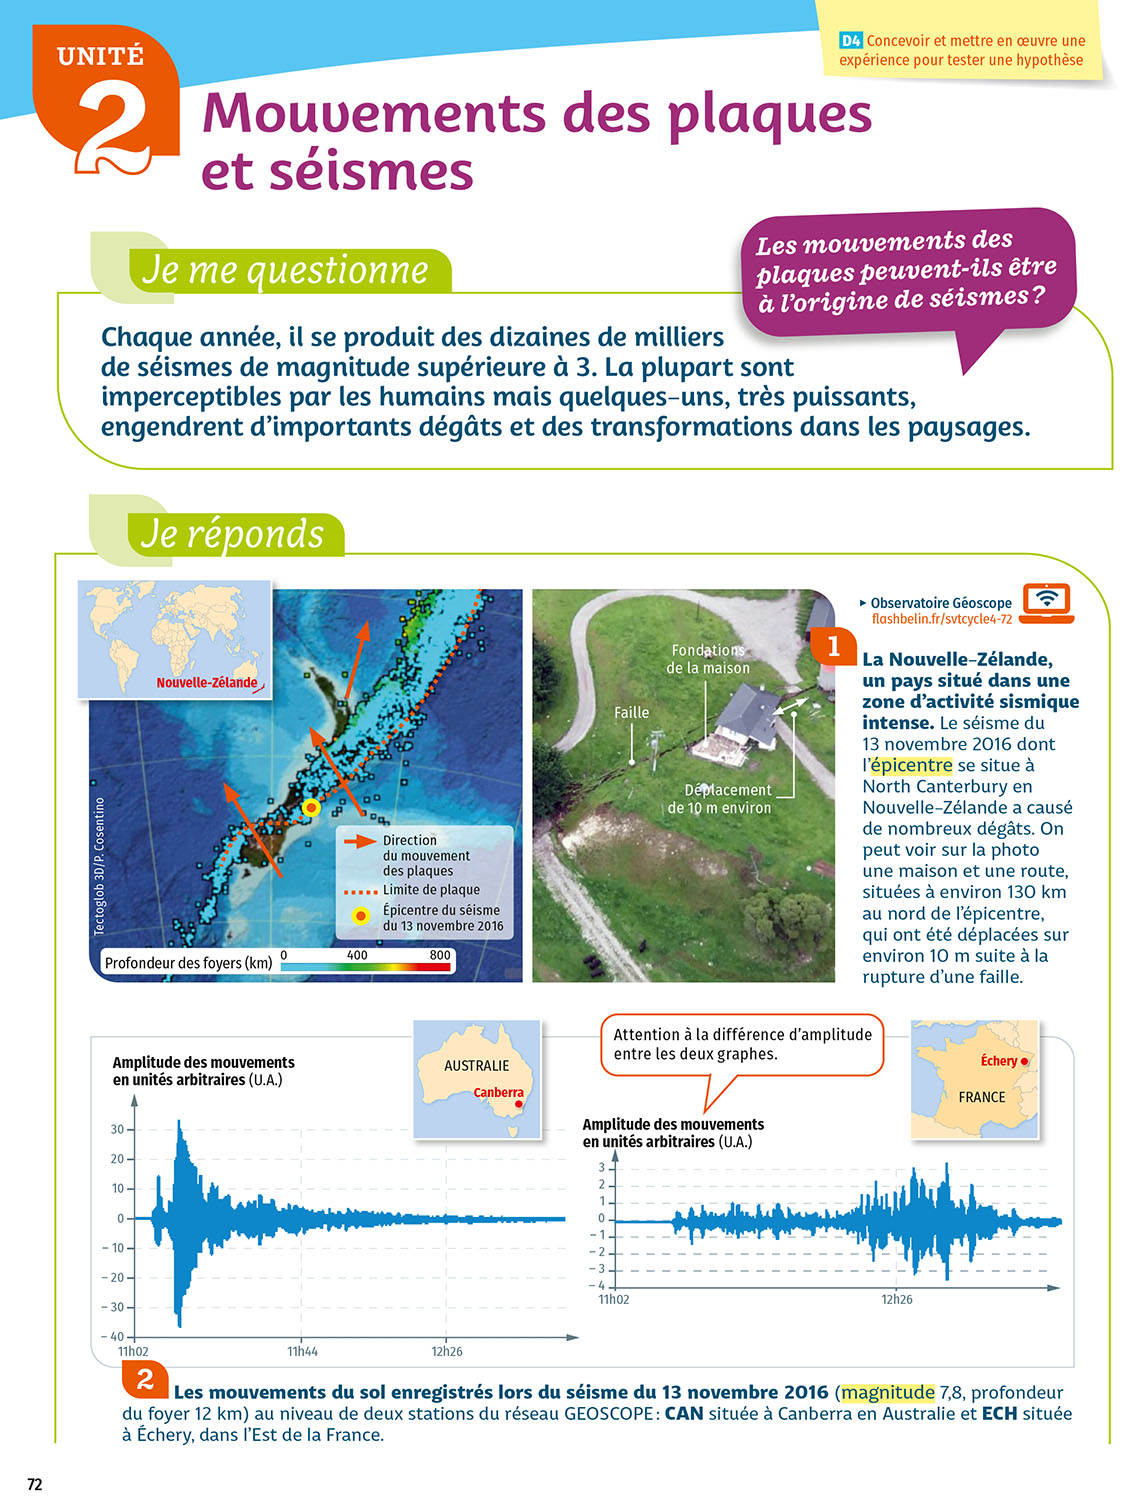 UNITÉ
2
D4 Concevoir et mettre en œuvre une
expérience pour tester une hypothèse
Mouvements des plaques
et séismes
Je me questionne
Les mouvements des
plaques peuvent-ils être
à l'origine de séismes ?
Chaque année, il se produit des dizaines de milliers
de séismes de magnitude supérieure à 3. La plupart sont
imperceptibles par les humains mais quelques-uns, très puissants,
engendrent d'importants dégâts et des transformations dans les paysages.
Je réponds
Nouvelle-Zélande
Tectoglob 3D/P. Cosentino
Direction
du mouvement
des plaques
Limite de plaque
Épicentre du séisme
du 13 novembre 2016
Profondeur des foyers (km)
0 400 800
Fondations
de la maison
Faille
Déplacement
de 10 m environ
▸ Observatoire Géoscope
flashbelin.fr/svtcycle4-72
1
La Nouvelle-Zélande,
un pays situé dans une
zone d'activité sismique
intense. Le séisme du
13 novembre 2016 dont
l'épicentre se situe à
North Canterbury en
Nouvelle-Zélande a causé
de nombreux dégâts. On
peut voir sur la photo
une maison et une route,
situées à environ 130 km
au nord de l'épicentre,
qui ont été déplacées sur
environ 10 m suite à la
rupture d'une faille.
Amplitude des mouvements
en unités arbitraires (U.A.)
30
20
10
0
– 10
– 20
– 30
– 40
11h02 11h44 12h26
AUSTRALIE
Canberra
Attention à la différence d'amplitude
entre les deux graphes.
Amplitude des mouvements
en unités arbitraires (U.A.)
3
2
1
0
– 1
– 2
– 3
– 4
11h02 12h26
Échery
FRANCE
2
Les mouvements du sol enregistrés lors du séisme du 13 novembre 2016 (magnitude 7,8, profondeur
du foyer 12 km) au niveau de deux stations du réseau GEOSCOPE : CAN située à Canberra en Australie et ECH située
à Échery, dans l'Est de la France.
72